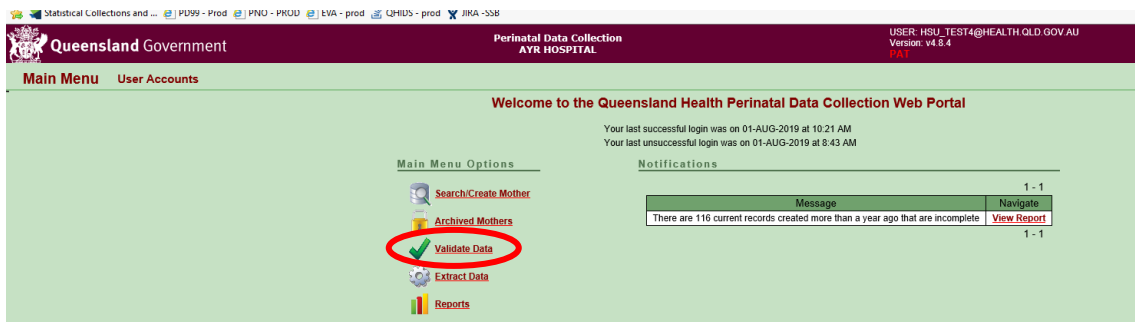 Statistical Collections and ... PD99 - Prod PNO - PROD EVA - prod QHIDS - prod JIRA -SSB
Queensland Government
Perinatal Data Collection
AYR HOSPITAL
USER: HSU_TEST4@HEALTH.QLD.GOV.AU
Version: v4.8.4
PAT
Main Menu User Accounts
Welcome to the Queensland Health Perinatal Data Collection Web Portal
Your last successful login was on 01-AUG-2019 at 10:21 AM
Your last unsuccessful login was on 01-AUG-2019 at 8:43 AM
Main Menu Options
Search/Create Mother
Archived Mothers
Validate Data
Extract Data
Reports
Notifications
1 - 1
Message Navigate
There are 116 current records created more than a year ago that are incomplete View Report
1 - 1